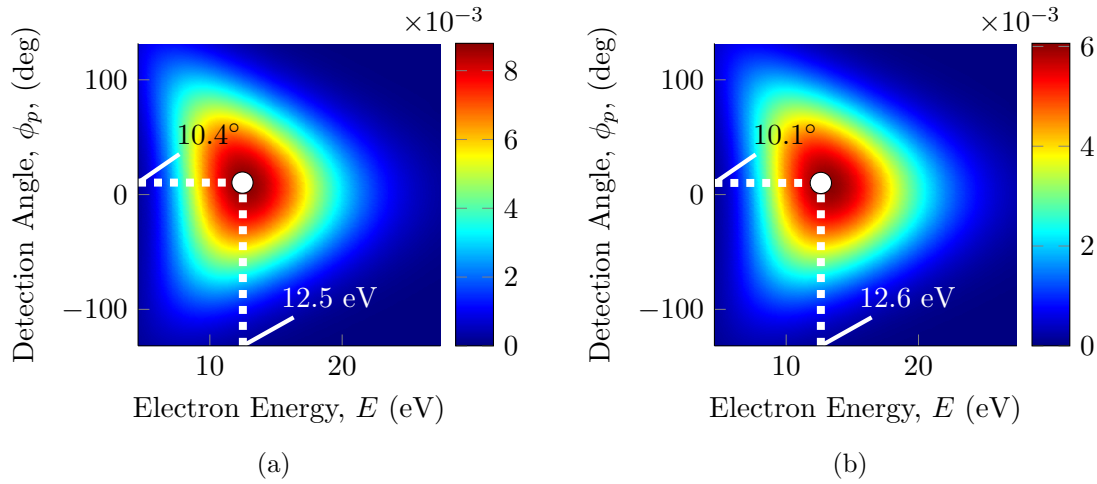 ×10⁻³
100
0
−100
Detection Angle, ϕₚ, (deg)
10.4°
12.5 eV
10
20
Electron Energy, E (eV)
8
6
4
2
0
(a)
×10⁻³
100
0
−100
Detection Angle, ϕₚ, (deg)
10.1°
12.6 eV
10
20
Electron Energy, E (eV)
6
4
2
0
(b)